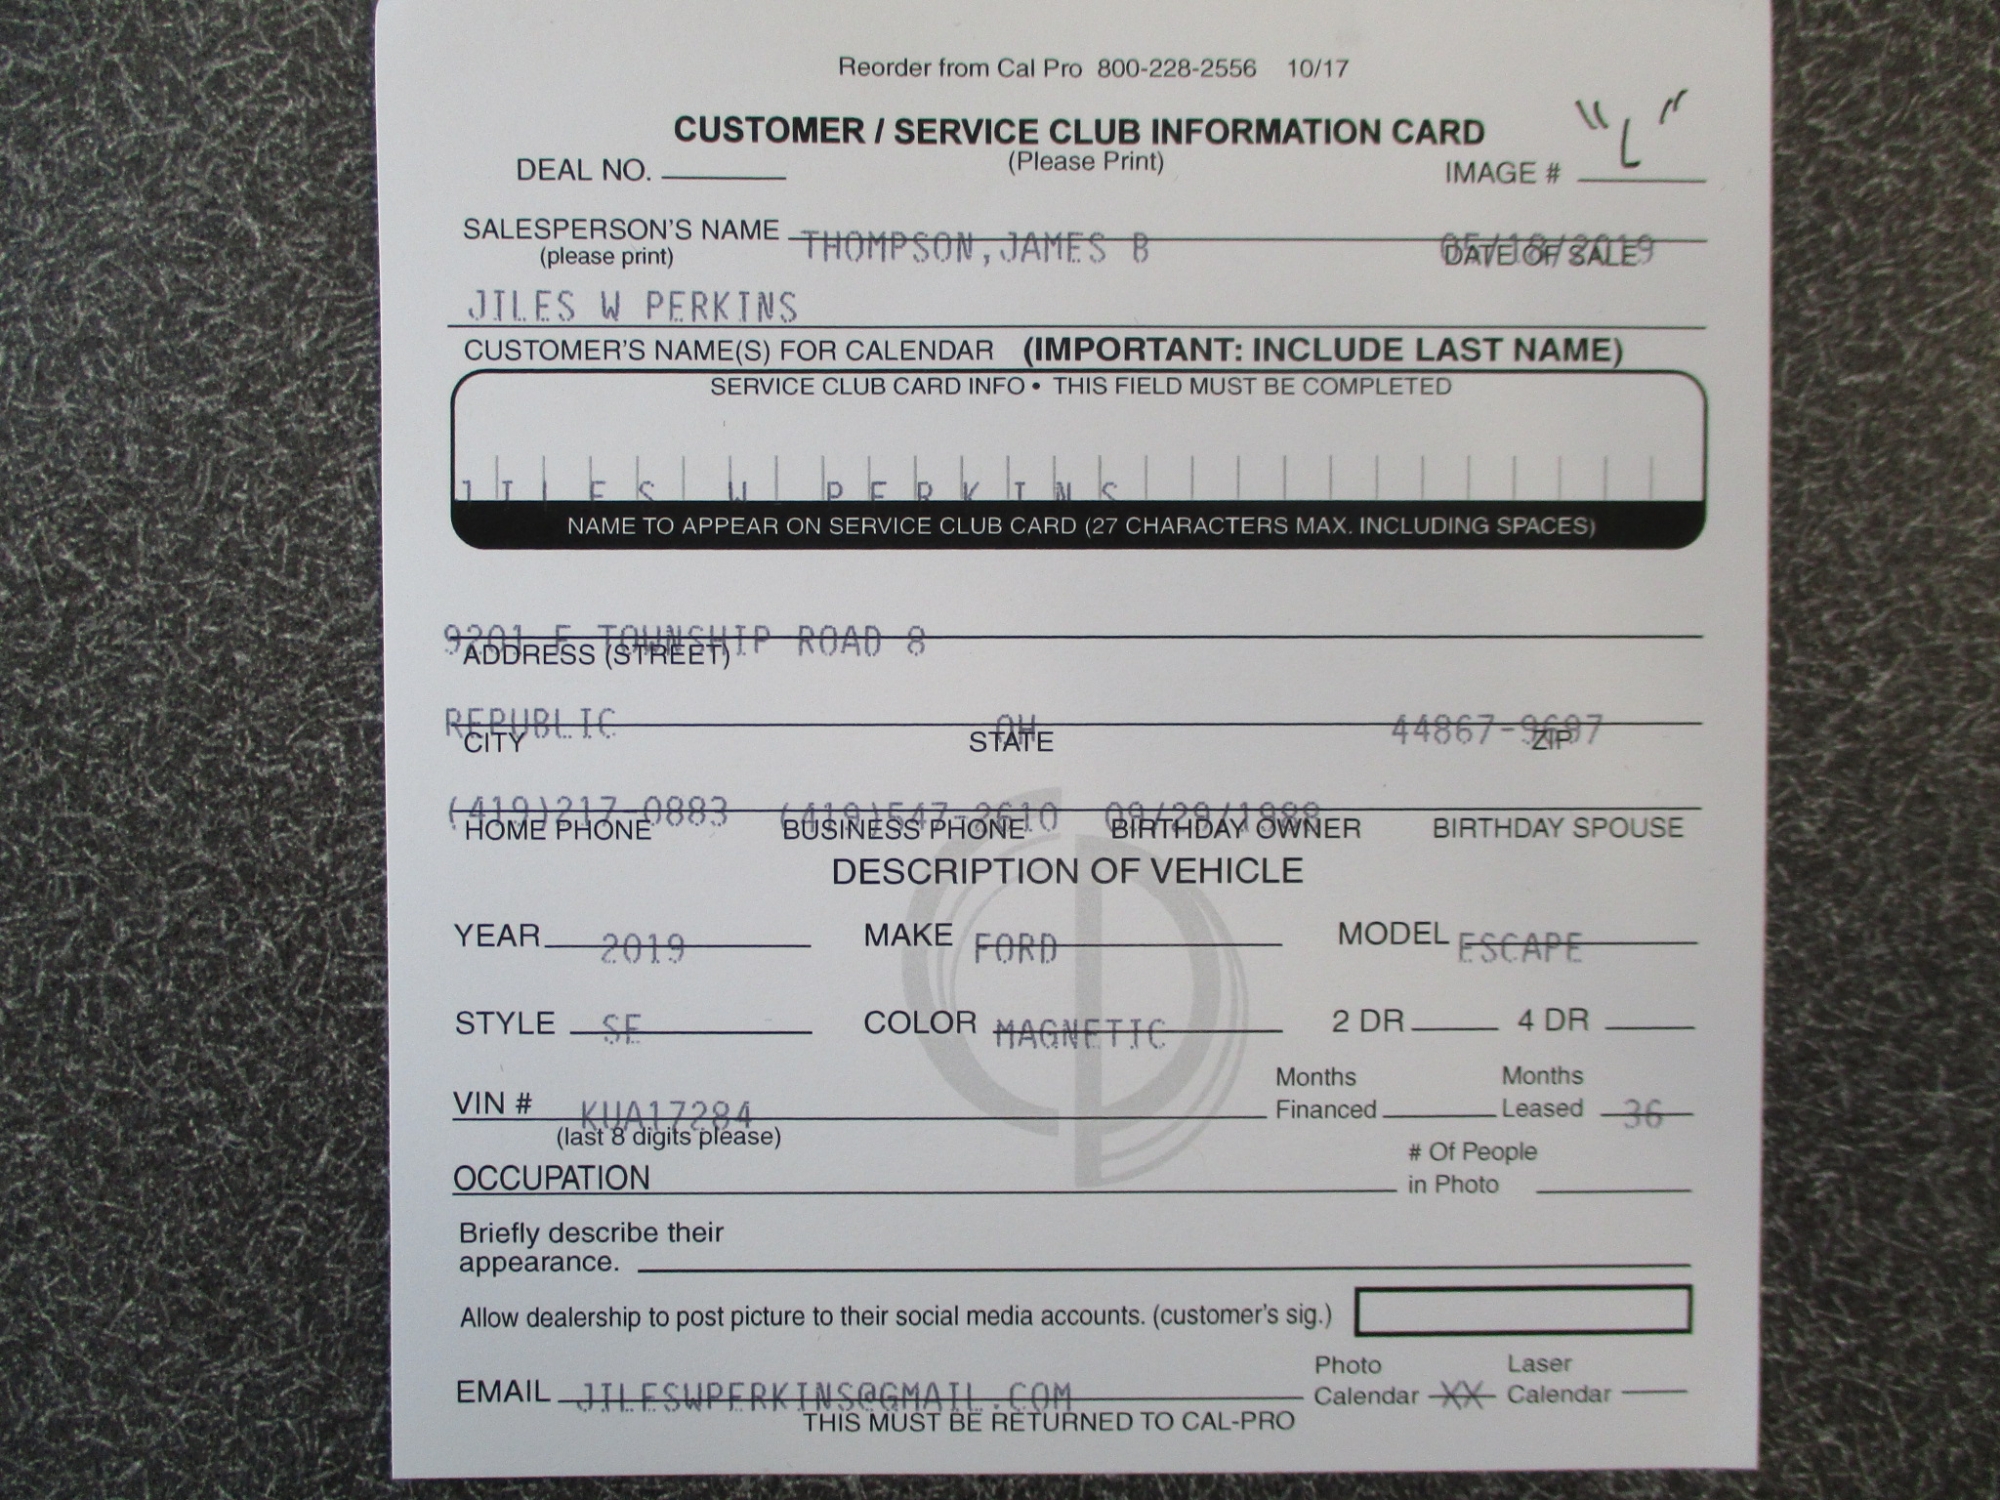 Reorder from Cal Pro 800-228-2556 10/17
CUSTOMER / SERVICE CLUB INFORMATION CARD
(Please Print)
DEAL NO. IMAGE # "L"
SALESPERSON'S NAME THOMPSON,JAMES B
(please print) DATE OF SALE
JILES W PERKINS
CUSTOMER'S NAME(S) FOR CALENDAR (IMPORTANT: INCLUDE LAST NAME)
SERVICE CLUB CARD INFO • THIS FIELD MUST BE COMPLETED
JILES W PERKINS
NAME TO APPEAR ON SERVICE CLUB CARD (27 CHARACTERS MAX. INCLUDING SPACES)
9201 E TOWNSHIP ROAD 8
ADDRESS (STREET)
REPUBLIC OH
CITY STATE ZIP
(419)217-0883
HOME PHONE BUSINESS PHONE BIRTHDAY OWNER BIRTHDAY SPOUSE
DESCRIPTION OF VEHICLE
YEAR 2019 MAKE FORD MODEL ESCAPE
STYLE SE COLOR MAGNETIC 2 DR 4 DR
VIN # KUA17284 Months Financed Months Leased 36
(last 8 digits please)
OCCUPATION # Of People in Photo
Briefly describe their
appearance.
Allow dealership to post picture to their social media accounts. (customer's sig.)
EMAIL JILESWPERKINS@GMAIL.COM Photo Calendar XX Laser Calendar
THIS MUST BE RETURNED TO CAL-PRO